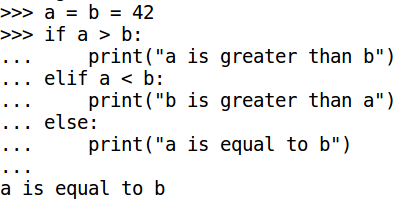 >>> a = b = 42
>>> if a > b:
...     print("a is greater than b")
... elif a < b:
...     print("b is greater than a")
... else:
...     print("a is equal to b")
...
a is equal to b